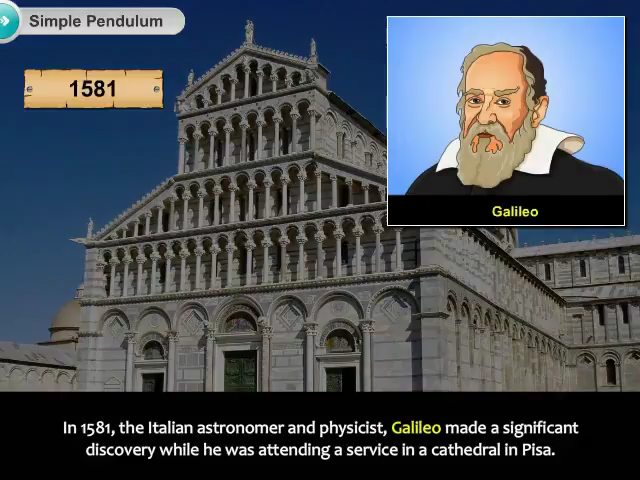 Simple Pendulum
1581
Galileo
In 1581, the Italian astronomer and physicist, Galileo made a significant
discovery while he was attending a service in a cathedral in Pisa.